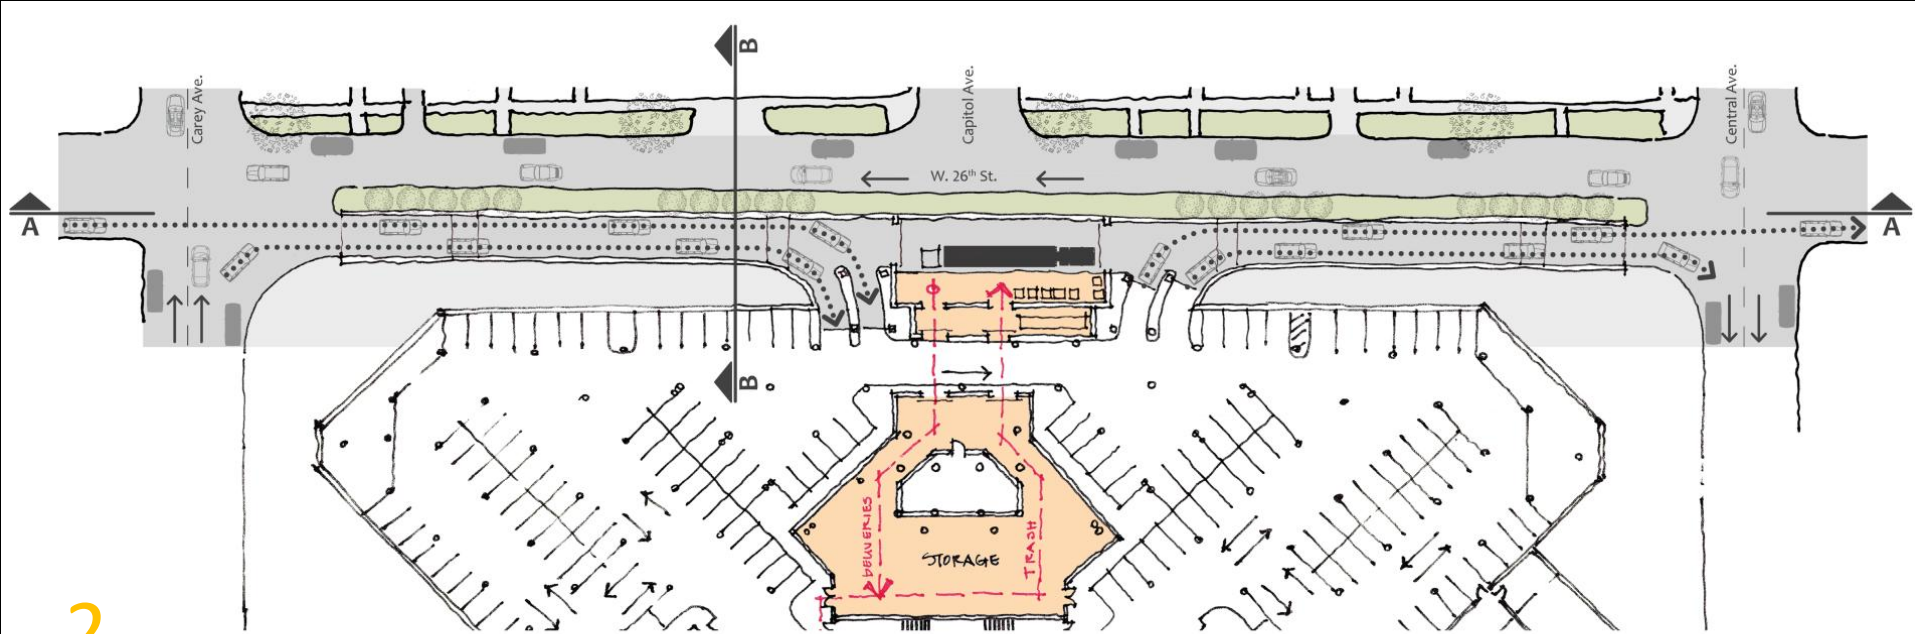 B
Carey Ave.
Capitol Ave.
Central Ave.
W. 26th St.
A
A
B
DELIVERIES
STORAGE
TRASH
2